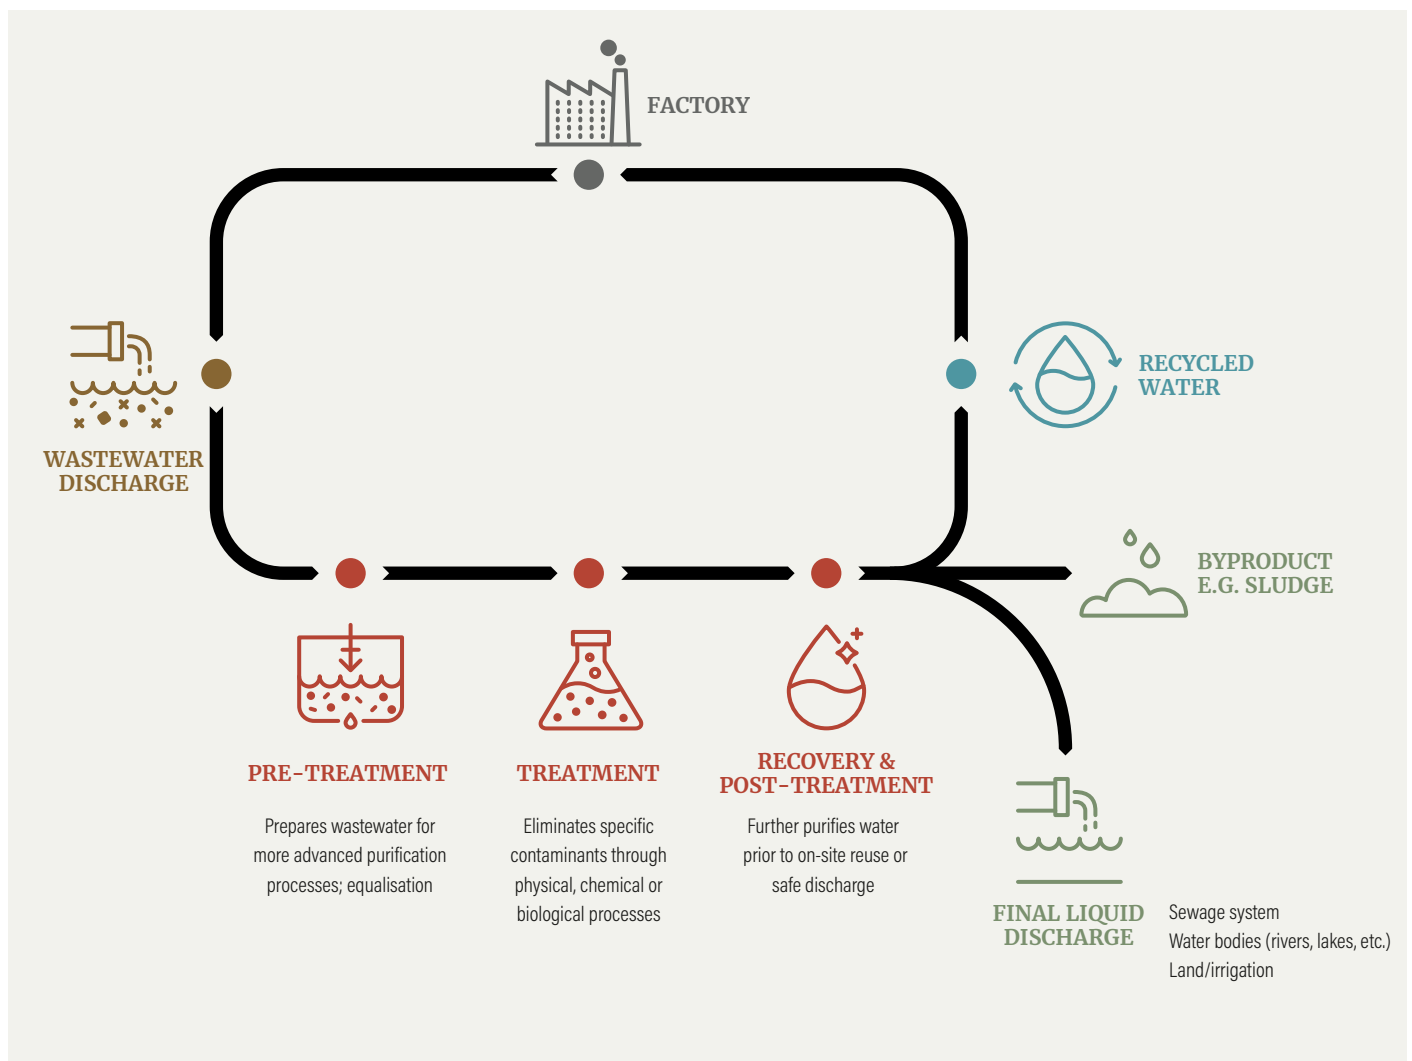 FACTORY
RECYCLED
WATER
WASTEWATER
DISCHARGE
BYPRODUCT
E.G. SLUDGE
PRE-TREATMENT
Prepares wastewater for
more advanced purification
processes; equalisation
TREATMENT
Eliminates specific
contaminants through
physical, chemical or
biological processes
RECOVERY &
POST-TREATMENT
Further purifies water
prior to on-site reuse or
safe discharge
FINAL LIQUID
DISCHARGE
Sewage system
Water bodies (rivers, lakes, etc.)
Land/irrigation